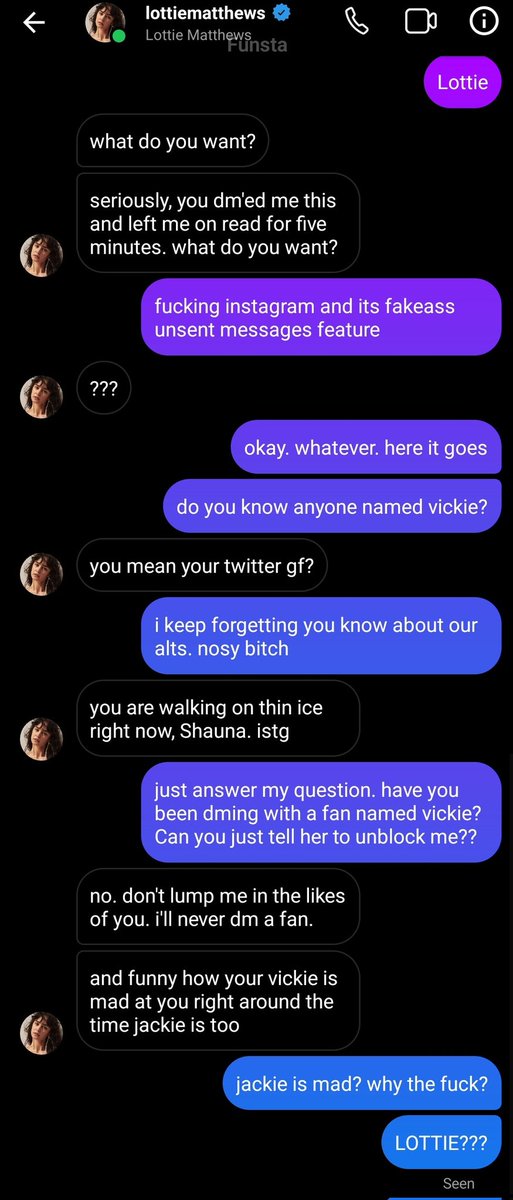 lottiematthews
Lottie Matthews
Funsta
Lottie
what do you want?
seriously, you dm'ed me this
and left me on read for five
minutes. what do you want?
fucking instagram and its fakeass
unsent messages feature
???
okay. whatever. here it goes
do you know anyone named vickie?
you mean your twitter gf?
i keep forgetting you know about our
alts. nosy bitch
you are walking on thin ice
right now, Shauna. istg
just answer my question. have you
been dming with a fan named vickie?
Can you just tell her to unblock me??
no. don't lump me in the likes
of you. i'll never dm a fan.
and funny how your vickie is
mad at you right around the
time jackie is too
jackie is mad? why the fuck?
LOTTIE???
Seen